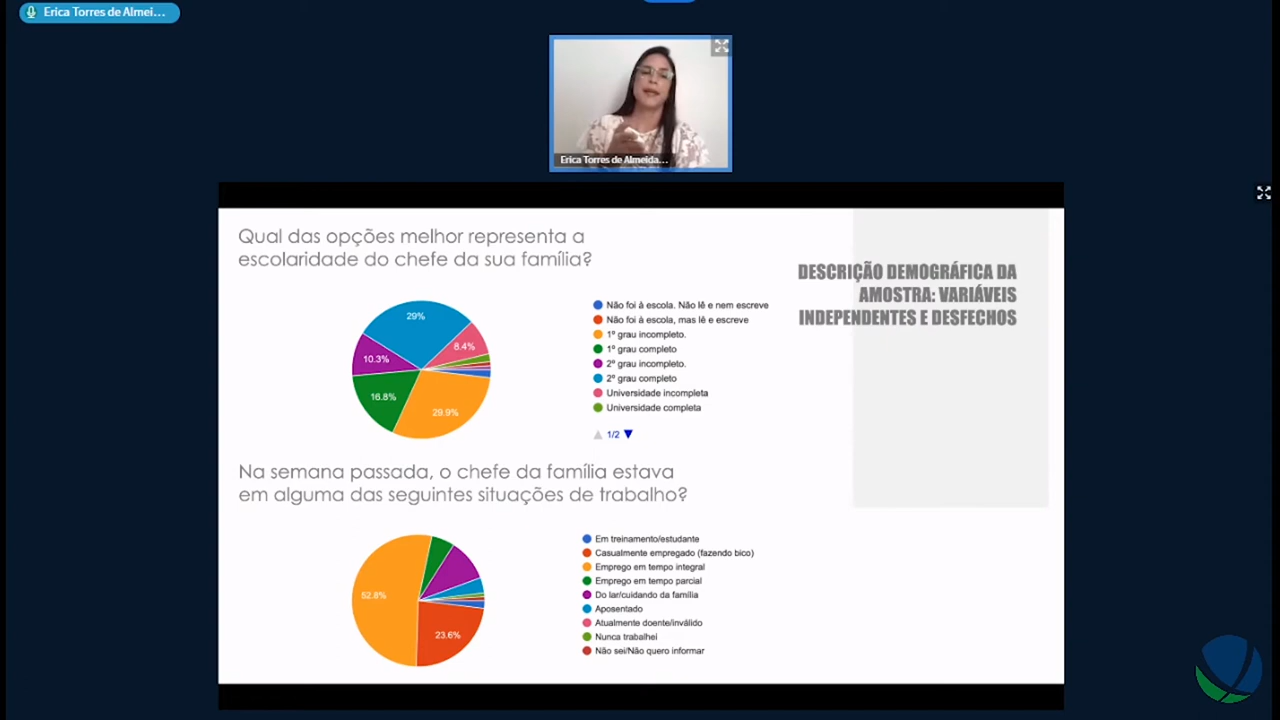 Erica Torres de Almei...
Erica Torres de Almeida...
Qual das opções melhor representa a
escolaridade do chefe da sua família?
DESCRIÇÃO DEMOGRÁFICA DA
AMOSTRA: VARIÁVEIS
INDEPENDENTES E DESFECHOS
29%
8.4%
10.3%
16.8%
29.9%
Não foi à escola. Não lê e nem escreve
Não foi à escola, mas lê e escreve
1º grau incompleto.
1º grau completo
2º grau incompleto.
2º grau completo
Universidade incompleta
Universidade completa
1/2
Na semana passada, o chefe da família estava
em alguma das seguintes situações de trabalho?
52.8%
23.6%
Em treinamento/estudante
Casualmente empregado (fazendo bico)
Emprego em tempo integral
Emprego em tempo parcial
Do lar/cuidando da família
Aposentado
Atualmente doente/inválido
Nunca trabalhei
Não sei/Não quero informar